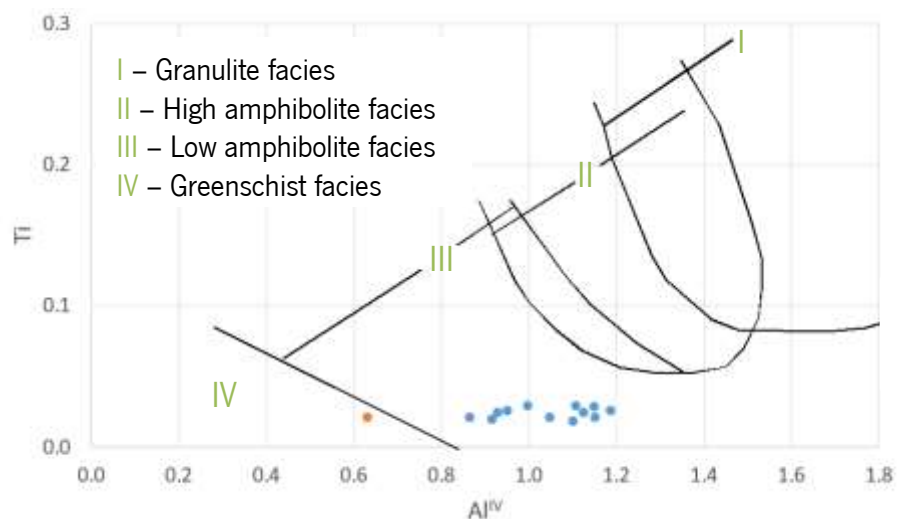 0.3
I – Granulite facies
II – High amphibolite facies
III – Low amphibolite facies
IV – Greenschist facies
I
0.2
II
Ti
III
0.1
IV
0.0
0.0 0.2 0.4 0.6 0.8 1.0 1.2 1.4 1.6 1.8
Al^IV